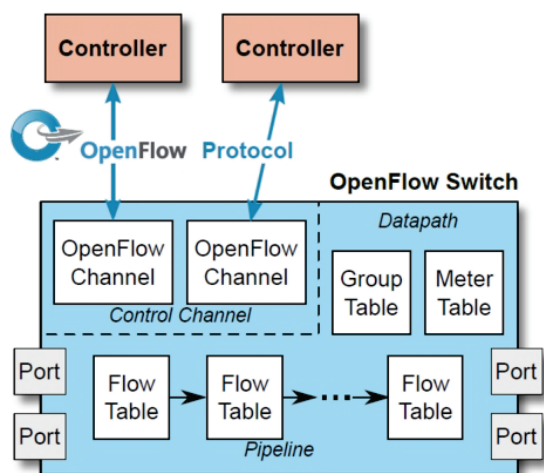 Controller
Controller
OpenFlow Protocol
OpenFlow Switch
OpenFlow
Channel
OpenFlow
Channel
Control Channel
Datapath
Group
Table
Meter
Table
Port
Port
Flow
Table
Flow
Table
...
Flow
Table
Pipeline
Port
Port